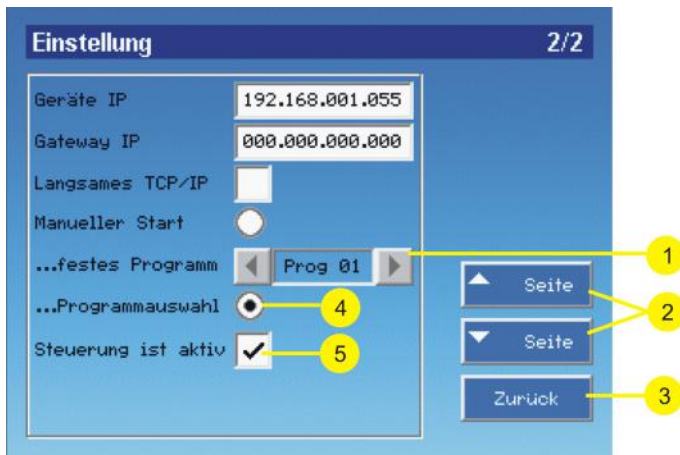 Einstellung 2/2
Geräte IP 192.168.001.055
Gateway IP 000.000.000.000
Langsames TCP/IP
Manueller Start
...festes Programm Prog 01
1
...Programmauswahl
4
Seite
2
Steuerung ist aktiv
5
Seite
Zurück
3